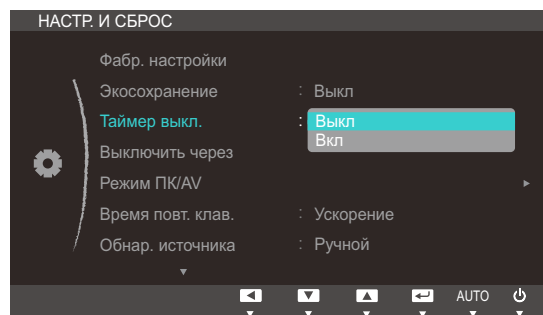 НАСТР. И СБРОС
Фабр. настройки
Экосохранение : Выкл
Таймер выкл. : Выкл
Вкл
Выключить через
Режим ПК/AV
Время повт. клав. : Ускорение
Обнар. источника : Ручной
AUTO